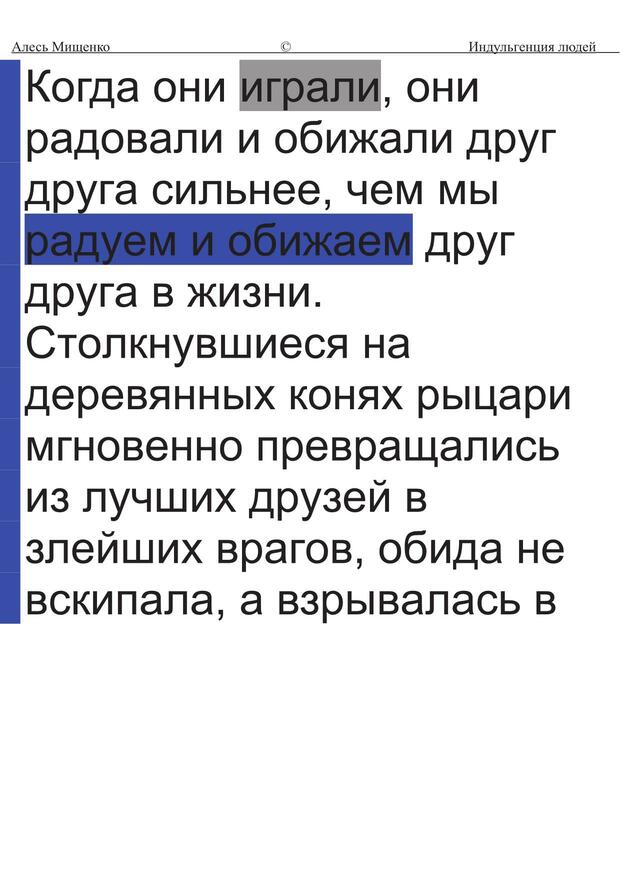 Алесь Мищенко © Индульгенция людей
Когда они играли, они
радовали и обижали друг
друга сильнее, чем мы
радуем и обижаем друг
друга в жизни.
Столкнувшиеся на
деревянных конях рыцари
мгновенно превращались
из лучших друзей в
злейших врагов, обида не
вскипала, а взрывалась в